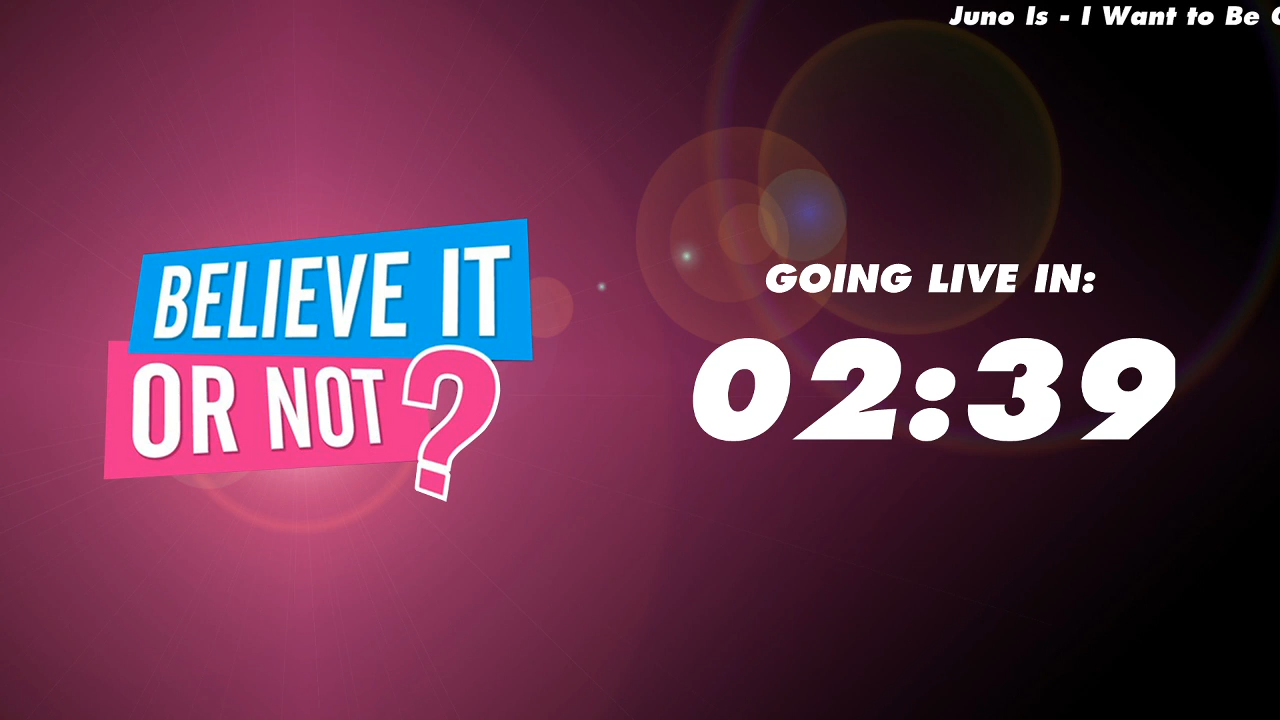 Juno Is - I Want to Be
BELIEVE IT
OR NOT?
GOING LIVE IN:
02:39